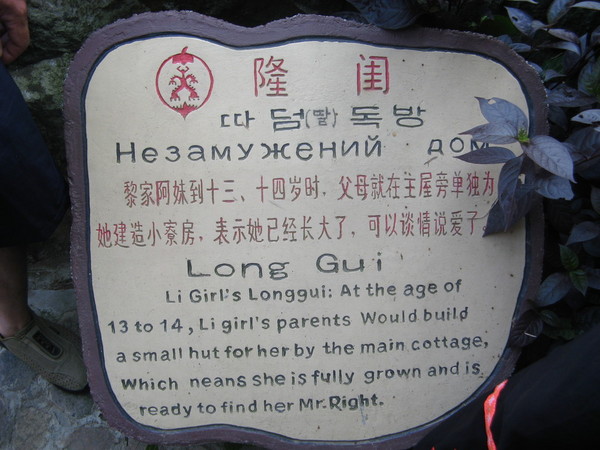 隆 闺
따 덤(딸) 독 방
Незамужений дом
黎家阿妹到十三、十四岁时，父母就在主屋旁单独为
她建造小寮房，表示她已经长大了，可以谈情说爱了
Long Gui
Li Girl's Longgui: At the age of
13 to 14, Li girl's parents Would build
a small hut for her by the main cottage,
Which neans she is fully grown and is
ready to find her Mr.Right.